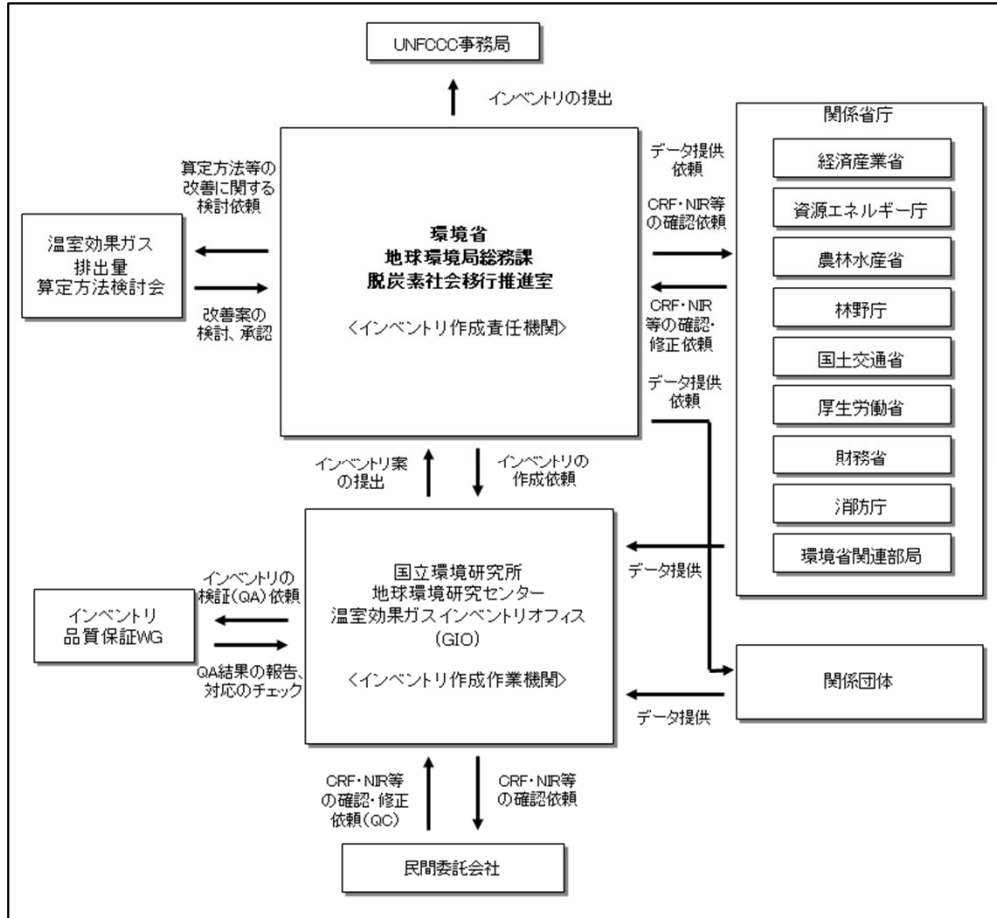 UNFCCC事務局
インベントリの提出
関係省庁
経済産業省
資源エネルギー庁
農林水産省
林野庁
国土交通省
厚生労働省
財務省
消防庁
環境省関連部局
算定方法等の
改善に関する
検討依頼
温室効果ガス
排出量
算定方法検討会
改善案の
検討、承認
環境省
地球環境局総務課
脱炭素社会移行推進室
<インベントリ作成責任機関>
データ提供
依頼
CRF・NIR等
の確認依頼
CRF・NIR
等の確認・
修正依頼
データ提供
依頼
インベントリ案
の提出
インベントリの
作成依頼
国立環境研究所
地球環境研究センター
温室効果ガスインベントリオフィス
(GIO)
<インベントリ作成作業機関>
データ提供
インベントリの
検証(QA)依頼
インベントリ
品質保証WG
QA結果の報告、
対応のチェック
関係団体
データ提供
CRF・NIR等
の確認・修正
依頼(QC)
CRF・NIR等
の確認依頼
民間委託会社